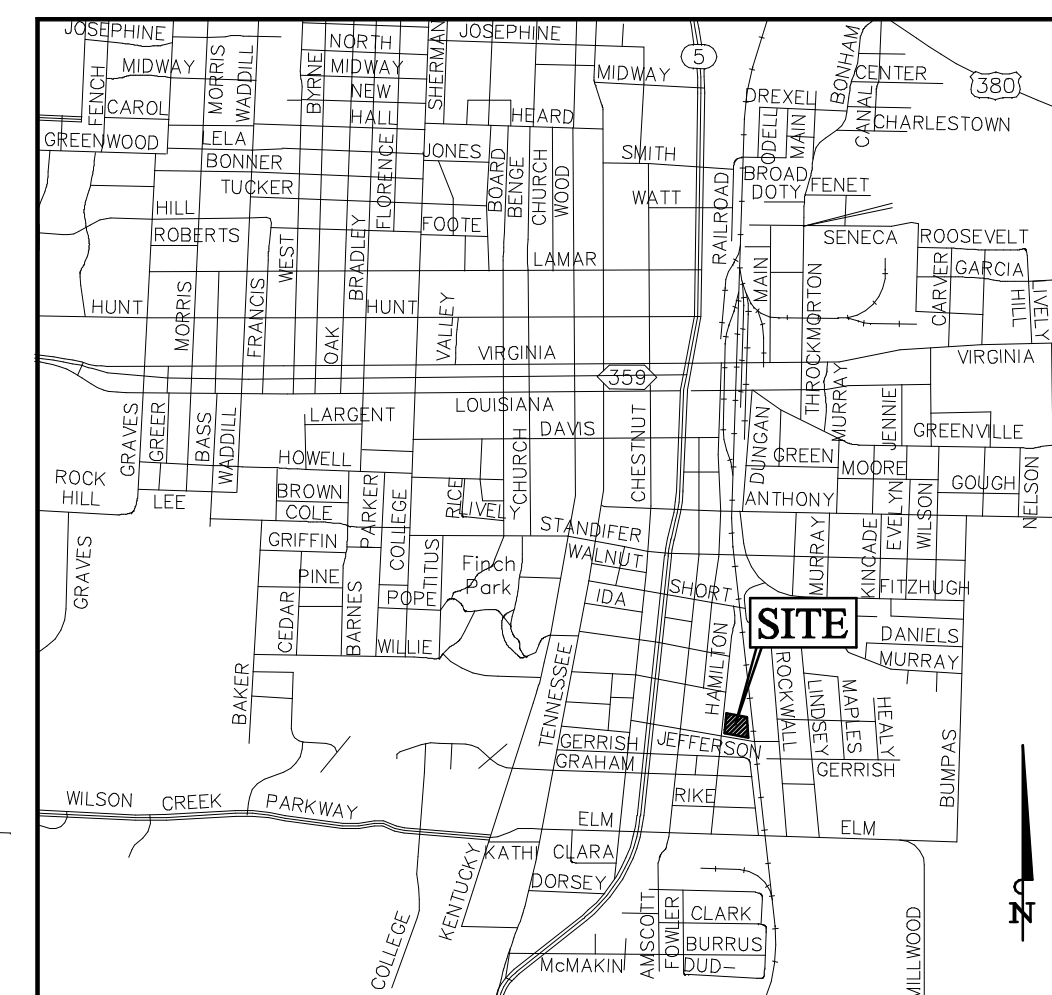 JOSEPHINE
NORTH
JOSEPHINE
MIDWAY
MIDWAY
MORRIS
WADDILL
BYRNE
SHERMAN
5
MIDWAY
BONHAM
CENTER
380
FENCH
CAROL
NEW
HALL
HEARD
DREXEL
CANAL
CHARLESTOWN
GREENWOOD
LELA
BONNER
TUCKER
FLORENCE
JONES
BOARD
BENGE
CHURCH
WOOD
SMITH
WATT
RAILROAD
ODELL
MAIN
BROAD
DOTY
FENET
HILL
ROBERTS
WEST
BRADLEY
FOOTE
LAMAR
MAIN
THROCKMORTON
SENECA
ROOSEVELT
GARCIA
CARVER
HILL
LIVELY
HUNT
MORRIS
FRANCIS
OAK
HUNT
VALLEY
VIRGINIA
359
VIRGINIA
MURRAY
GRAVES
GREER
BASS
WADDILL
LARGENT
LOUISIANA
DAVIS
CHURCH
CHESTNUT
DUNGAN
JENNIE
GREENVILLE
ROCK
HILL
LEE
HOWELL
BROWN
COLE
PARKER
COLLEGE
RICE
LIVELY
GREEN
MOORE
ANTHONY
EVELYN
WILSON
GOUGH
NELSON
GRAVES
GRIFFIN
PINE
CEDAR
BARNES
TITUS
POPE
WILLIE
Finch
Park
STANDIFER
WALNUT
IDA
SHORT
MURRAY
KINCADE
FITZHUGH
SITE
DANIELS
MURRAY
BAKER
TENNESSEE
HAMILTON
ROCKWALL
LINDSEY
MAPLES
HEALY
BUMPAS
GERRISH
JEFFERSON
GRAHAM
GERRISH
WILSON CREEK PARKWAY
RIKE
ELM
ELM
KENTUCKY
KATHI
CLARA
DORSEY
COLLEGE
AMSCOTT
FOWLER
CLARK
BURRUS
DUD-
McMAKIN
MILLWOOD
N